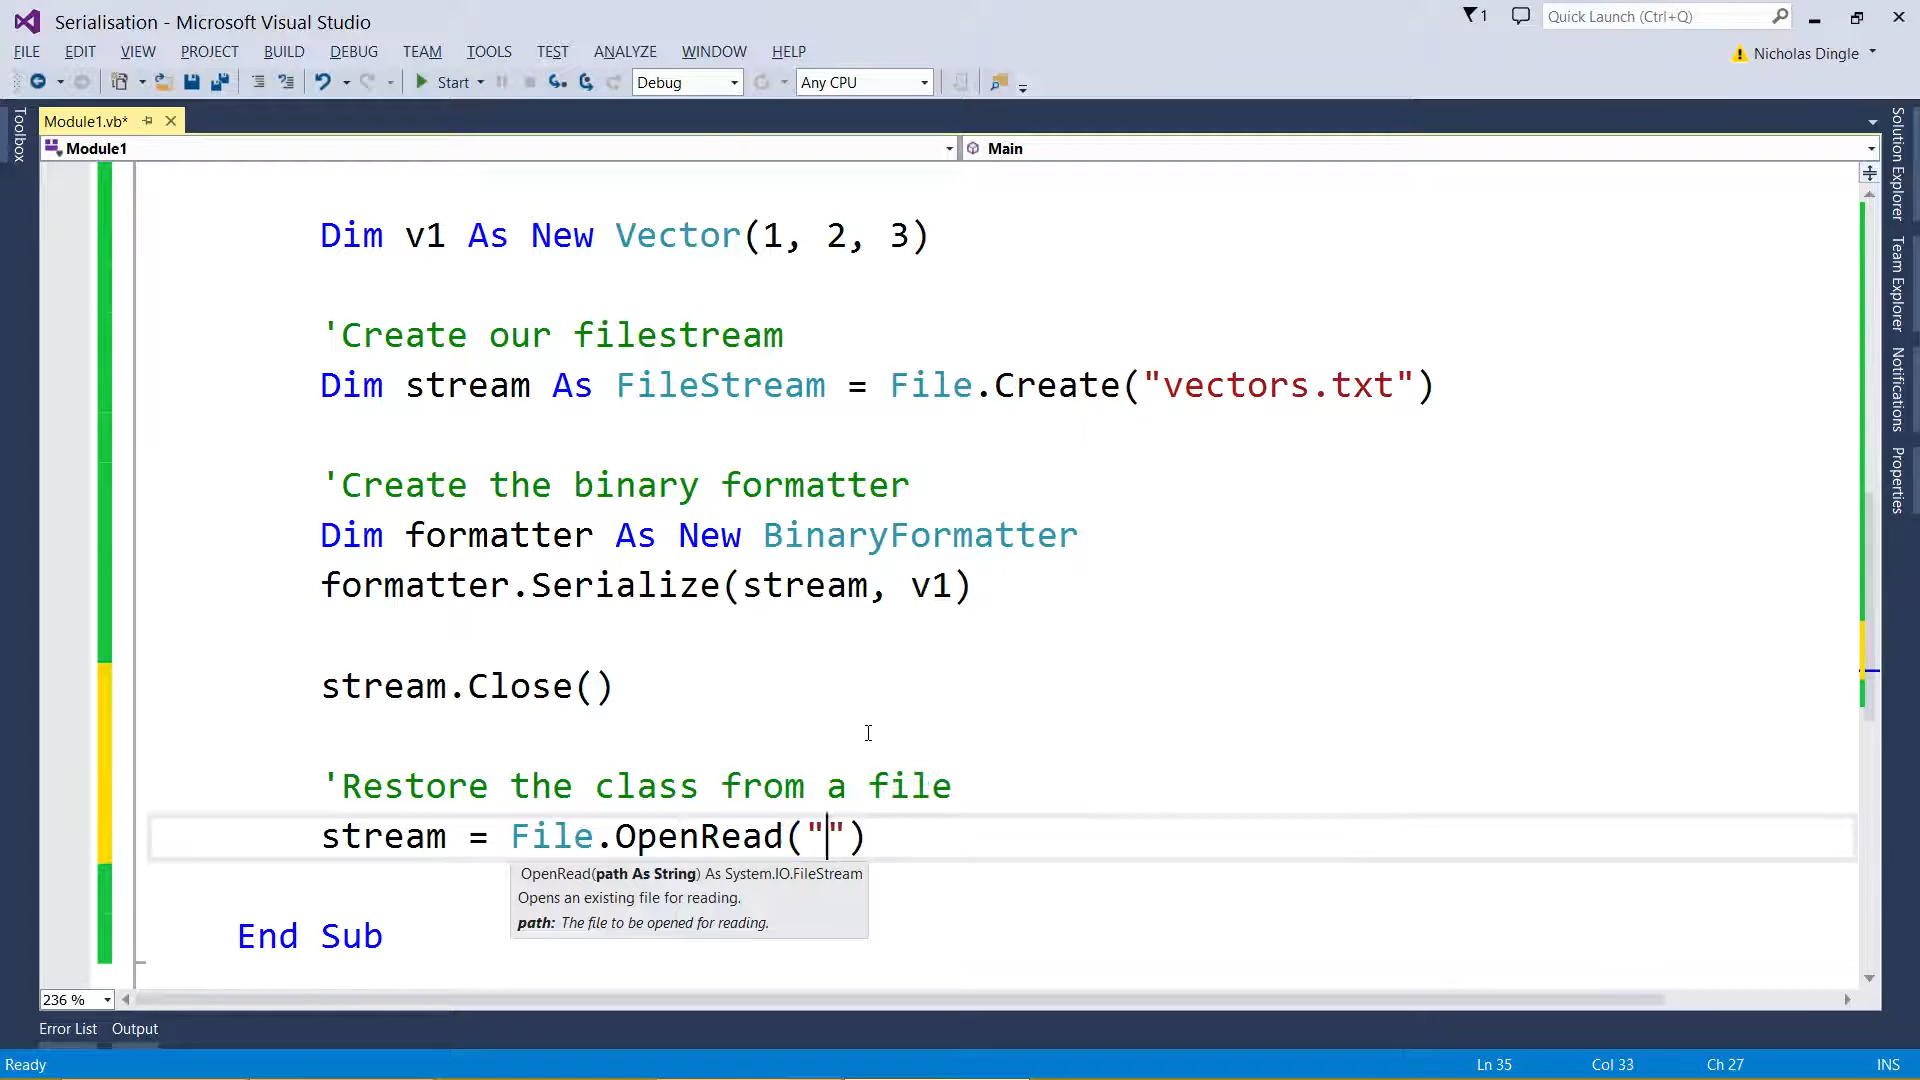 Serialisation - Microsoft Visual Studio
1
Quick Launch (Ctrl+Q)
FILE EDIT VIEW PROJECT BUILD DEBUG TEAM TOOLS TEST ANALYZE WINDOW HELP
Nicholas Dingle
Start Debug Any CPU
Toolbox
Module1.vb*
Module1 Main
Solution Explorer
Team Explorer
Notifications
Properties
Dim v1 As New Vector(1, 2, 3)
'Create our filestream
Dim stream As FileStream = File.Create("vectors.txt")
'Create the binary formatter
Dim formatter As New BinaryFormatter
formatter.Serialize(stream, v1)
stream.Close()
'Restore the class from a file
stream = File.OpenRead("")
OpenRead(path As String) As System.IO.FileStream
Opens an existing file for reading.
path: The file to be opened for reading.
End Sub
236 %
Error List Output
Ready Ln 35 Col 33 Ch 27 INS